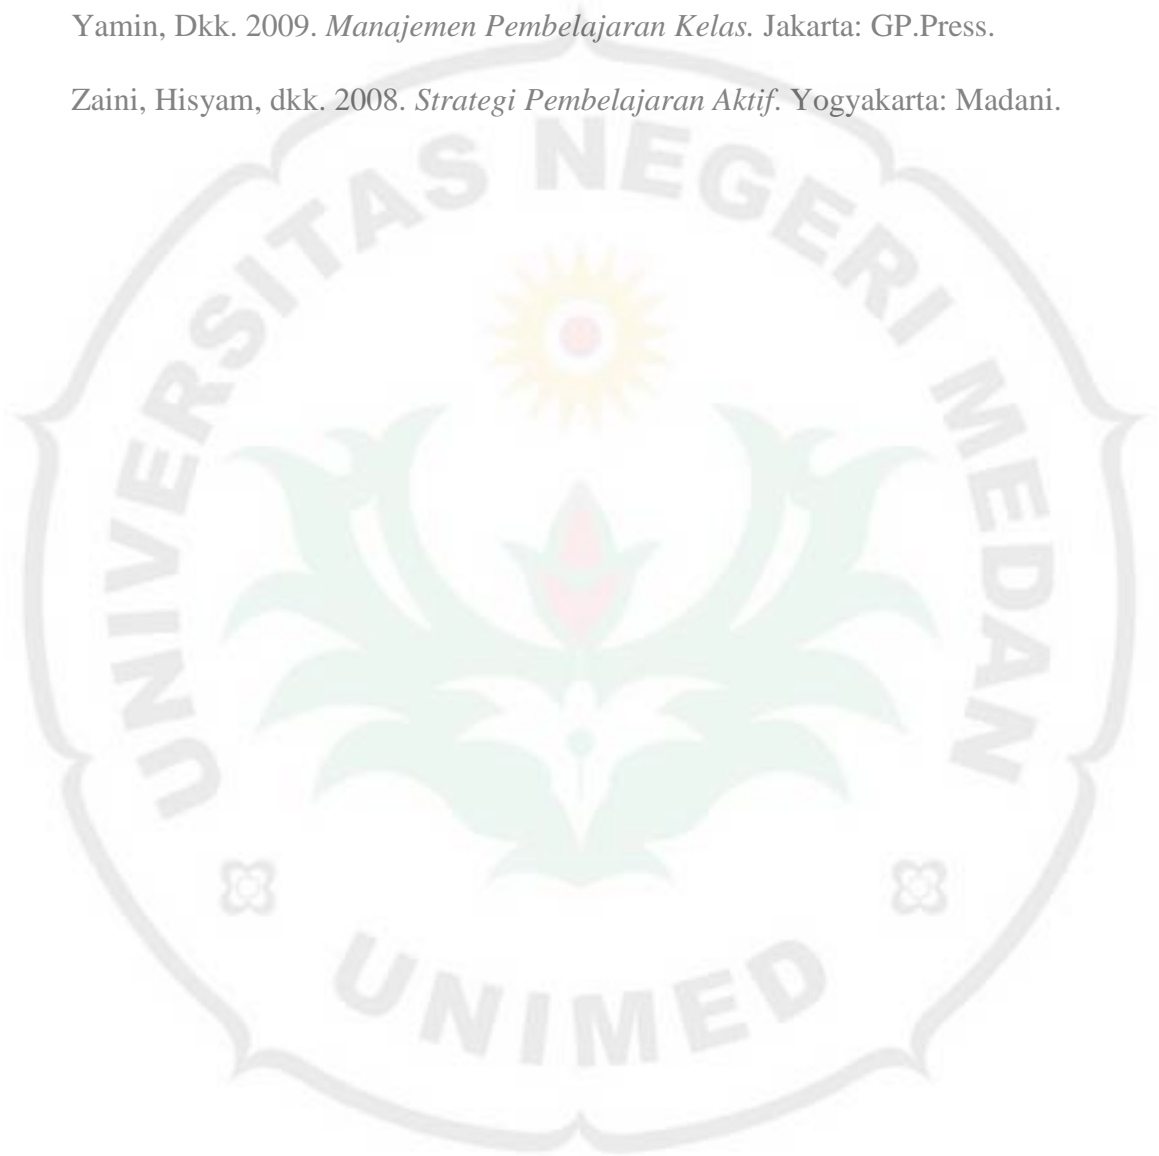 Yamin, Dkk. 2009. Manajemen Pembelajaran Kelas. Jakarta: GP.Press.
Zaini, Hisyam, dkk. 2008. Strategi Pembelajaran Aktif. Yogyakarta: Madani.
UNIVERSITAS NEGERI MEDAN
UNIMED